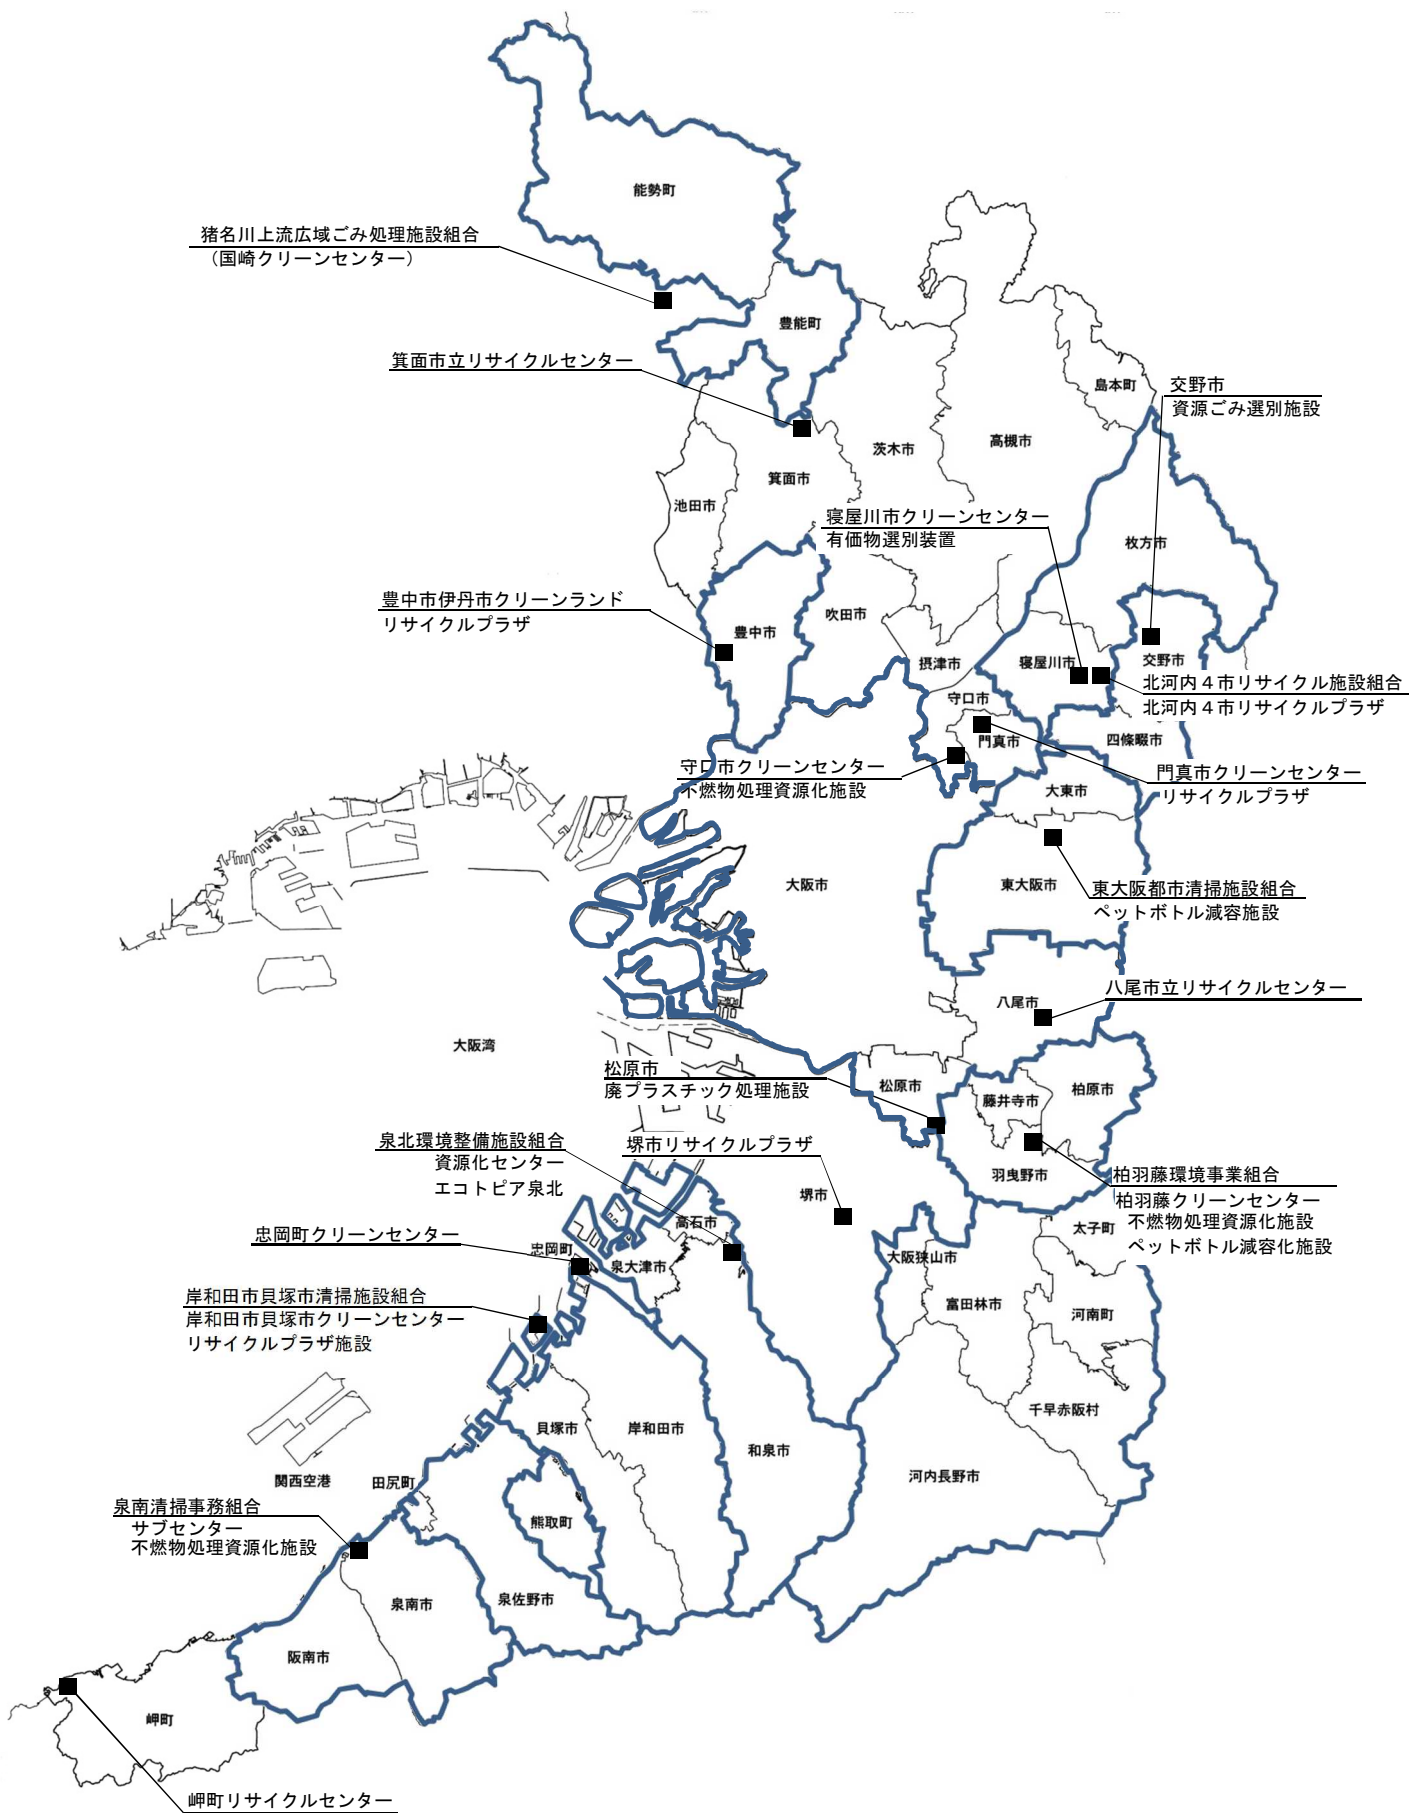 能勢町
猪名川上流広域ごみ処理施設組合
（国崎クリーンセンター）
豊能町
箕面市立リサイクルセンター
島本町
交野市
資源ごみ選別施設
高槻市
茨木市
箕面市
池田市
寝屋川市クリーンセンター
有価物選別装置
枚方市
豊中市伊丹市クリーンランド
リサイクルプラザ
吹田市
豊中市
摂津市
寝屋川市
交野市
北河内４市リサイクル施設組合
北河内４市リサイクルプラザ
守口市
門真市
四條畷市
守口市クリーンセンター
不燃物処理資源化施設
門真市クリーンセンター
リサイクルプラザ
大東市
大阪市
東大阪市
東大阪都市清掃施設組合
ペットボトル減容施設
八尾市立リサイクルセンター
八尾市
大阪湾
松原市
廃プラスチック処理施設
松原市
藤井寺市
柏原市
泉北環境整備施設組合
資源化センター
エコトピア泉北
堺市リサイクルプラザ
羽曳野市
柏羽藤環境事業組合
柏羽藤クリーンセンター
不燃物処理資源化施設
ペットボトル減容化施設
堺市
高石市
太子町
忠岡町クリーンセンター
忠岡町
泉大津市
大阪狭山市
岸和田市貝塚市清掃施設組合
岸和田市貝塚市クリーンセンター
リサイクルプラザ施設
富田林市
河南町
千早赤阪村
貝塚市
岸和田市
和泉市
河内長野市
関西空港
田尻町
泉南清掃事務組合
サブセンター
不燃物処理資源化施設
熊取町
泉佐野市
泉南市
阪南市
岬町
岬町リサイクルセンター